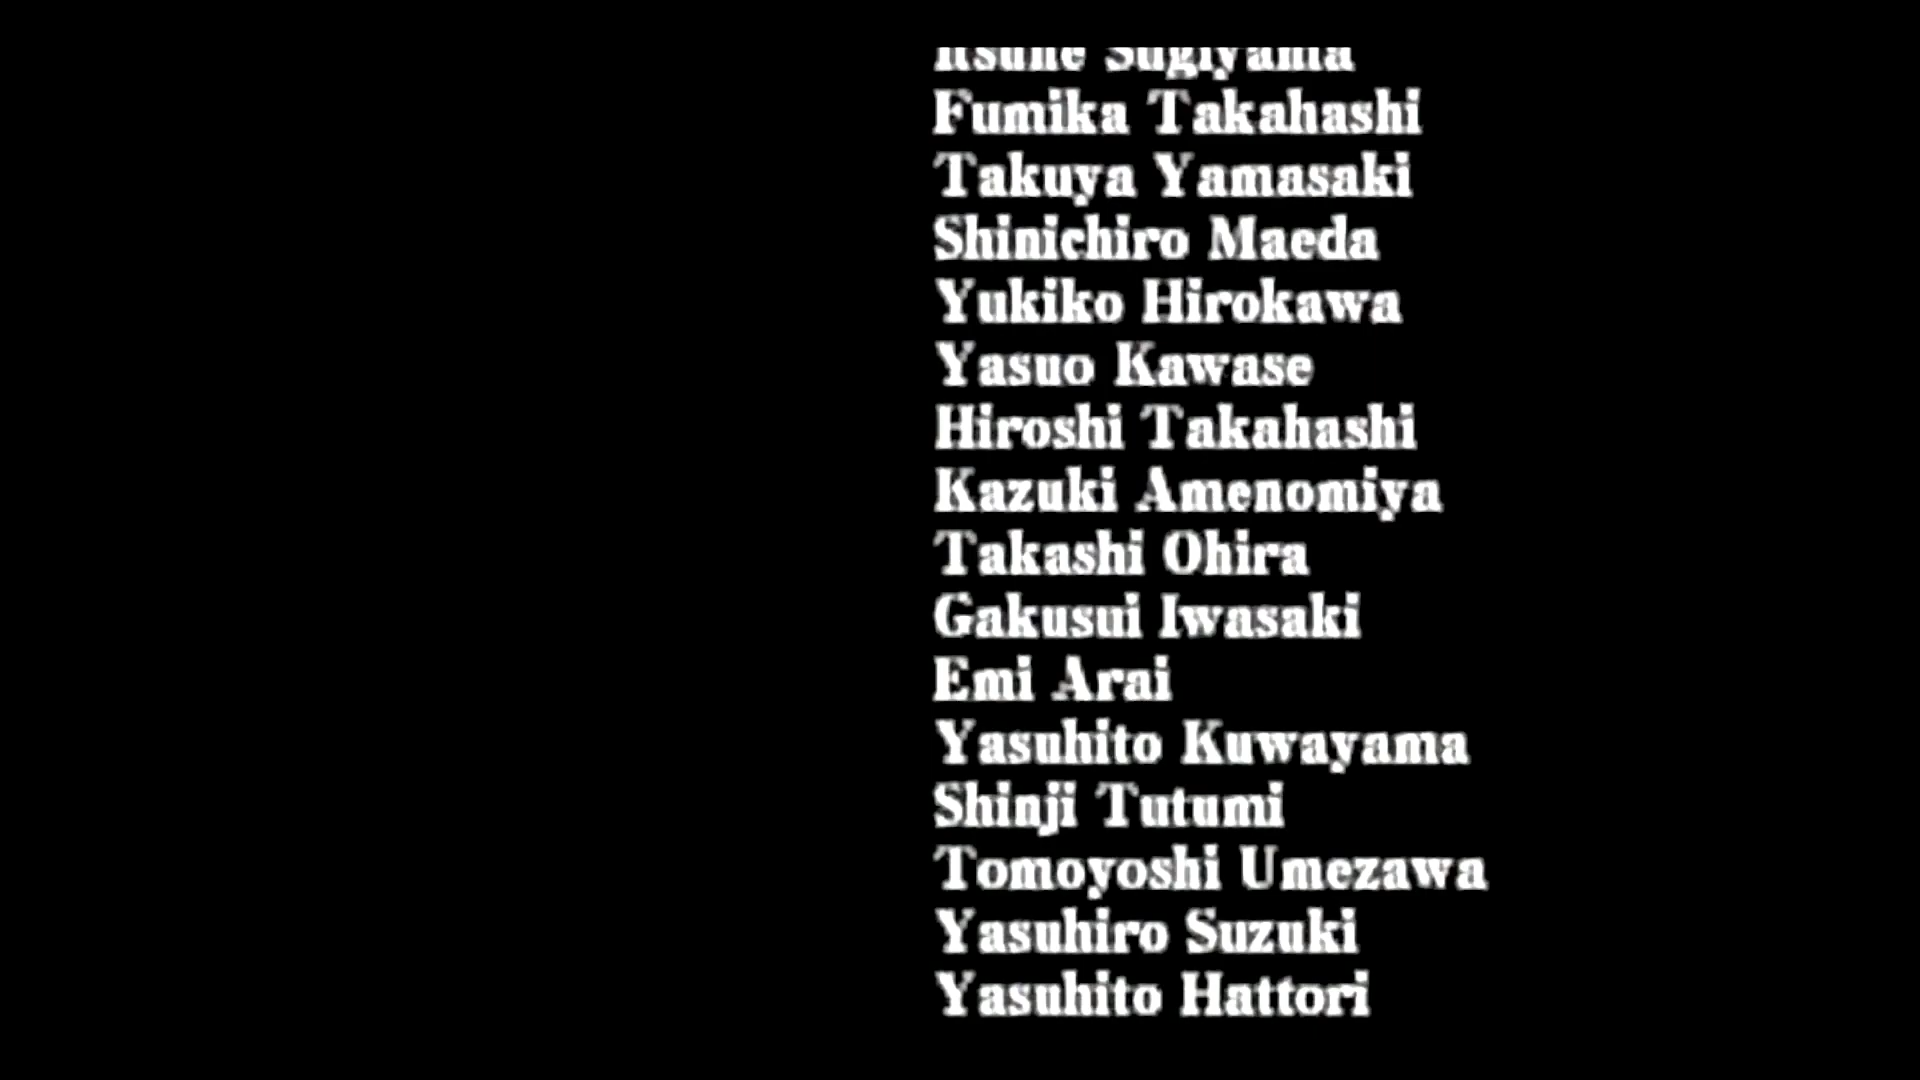 Sugiyama
Fumika Takahashi
Takuya Yamasaki
Shinichiro Maeda
Yukiko Hirokawa
Yasuo Kawase
Hiroshi Takahashi
Kazuki Amenomiya
Takashi Ohira
Gakusui Iwasaki
Emi Arai
Yasuhito Kuwayama
Shinji Tutumi
Tomoyoshi Umezawa
Yasuhiro Suzuki
Yasuhito Hattori